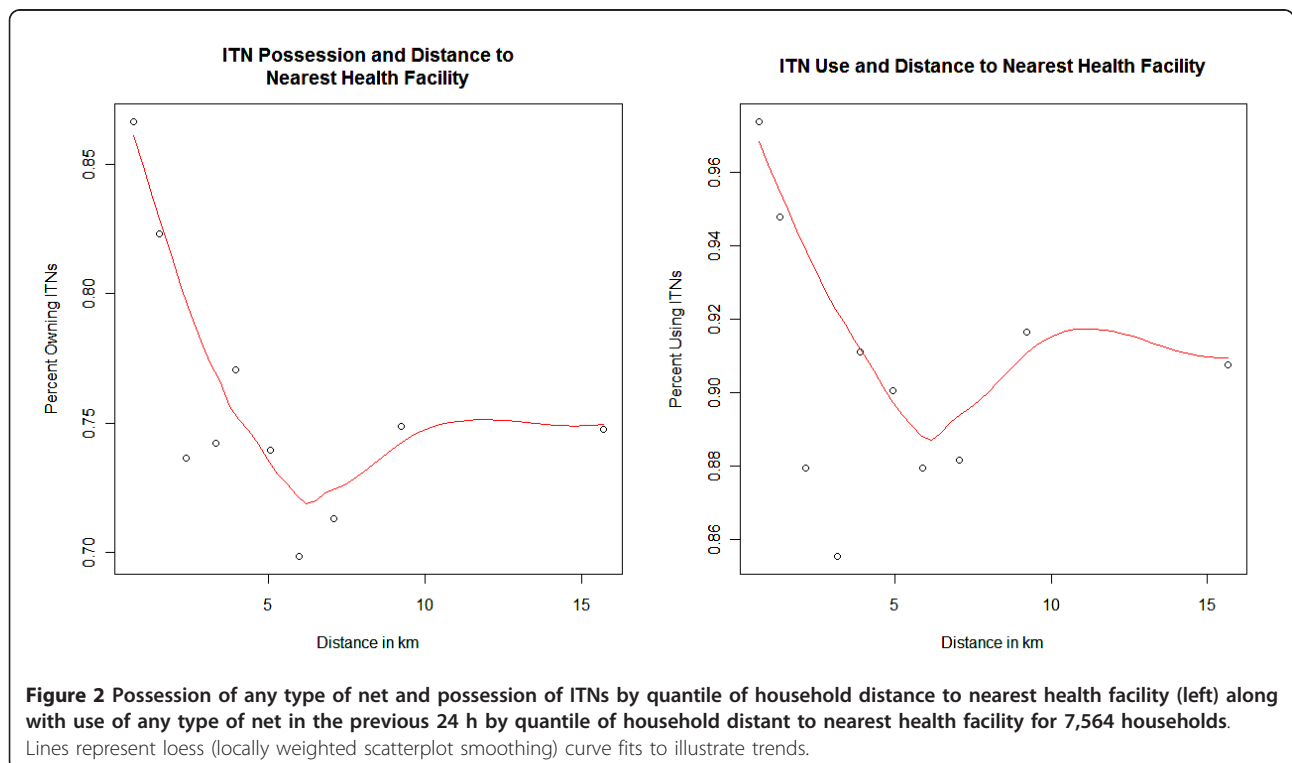 ITN Possession and Distance to
Nearest Health Facility
Percent Owning ITNs
0.85
0.80
0.75
0.70
5
10
15
Distance in km
ITN Use and Distance to Nearest Health Facility
Percent Using ITNs
0.96
0.94
0.92
0.90
0.88
0.86
5
10
15
Distance in km
Figure 2 Possession of any type of net and possession of ITNs by quantile of household distance to nearest health facility (left) along
with use of any type of net in the previous 24 h by quantile of household distant to nearest health facility for 7,564 households.
Lines represent loess (locally weighted scatterplot smoothing) curve fits to illustrate trends.